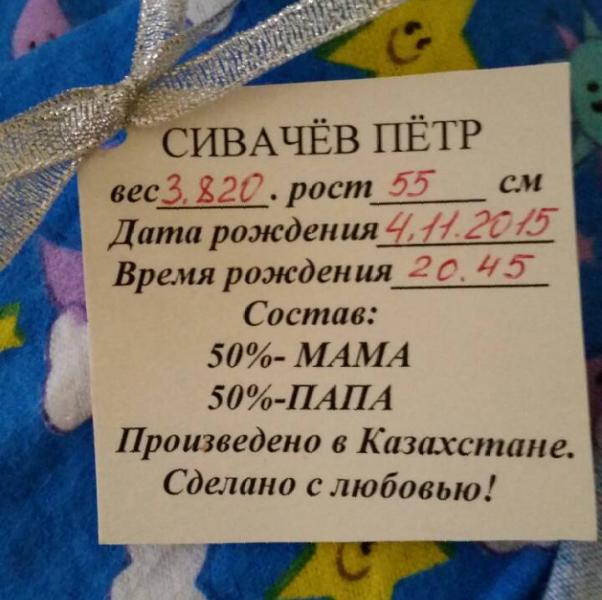 СИВАЧЁВ ПЁТР
вес 3.820. рост 55 см
Дата рождения 4.11.2015
Время рождения 20.45
Состав:
50%- МАМА
50%-ПАПА
Произведено в Казахстане.
Сделано с любовью!